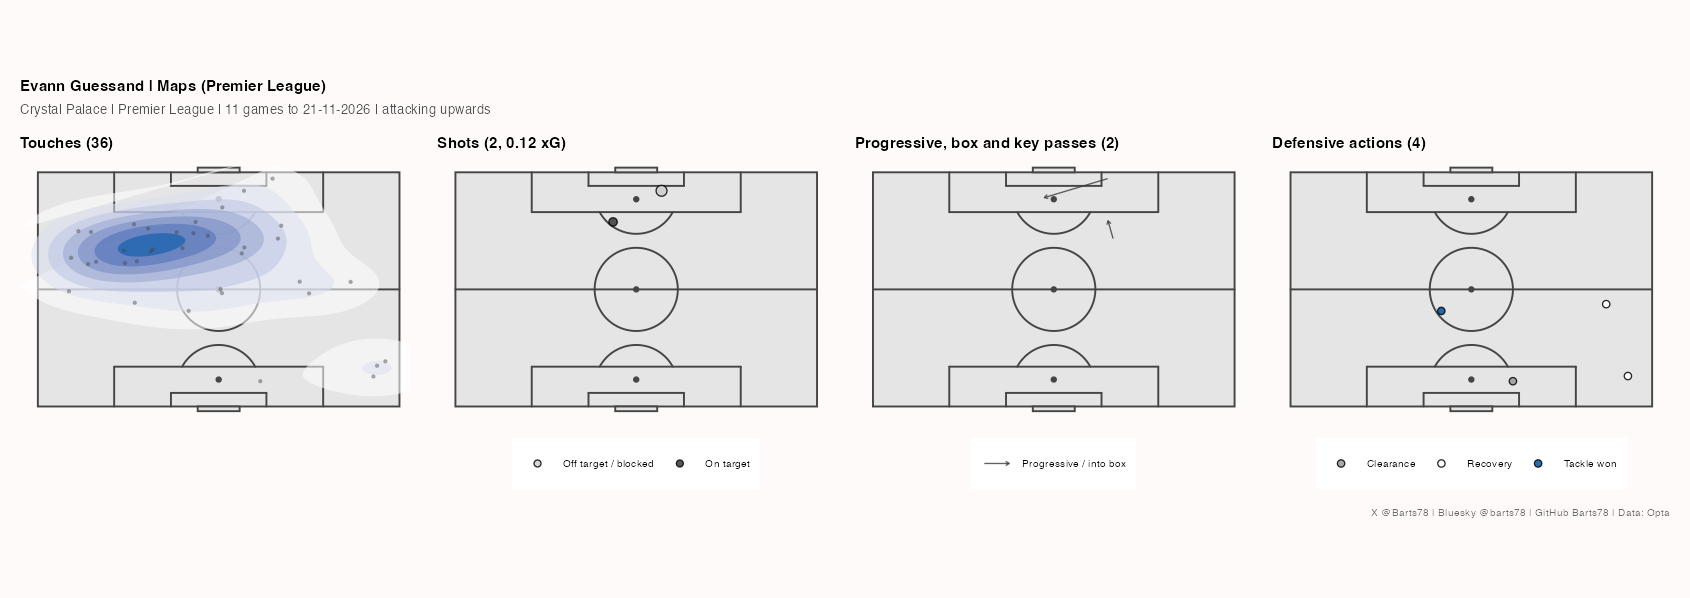 Evann Guessand | Maps (Premier League)
Crystal Palace | Premier League | 11 games to 21-11-2026 | attacking upwards
Touches (36)
Shots (2, 0.12 xG)
Progressive, box and key passes (2)
Defensive actions (4)
Off target / blocked
On target
Progressive / into box
Clearance
Recovery
Tackle won
X @Barts78 | Bluesky @barts78 | GitHub Barts78 | Data: Opta